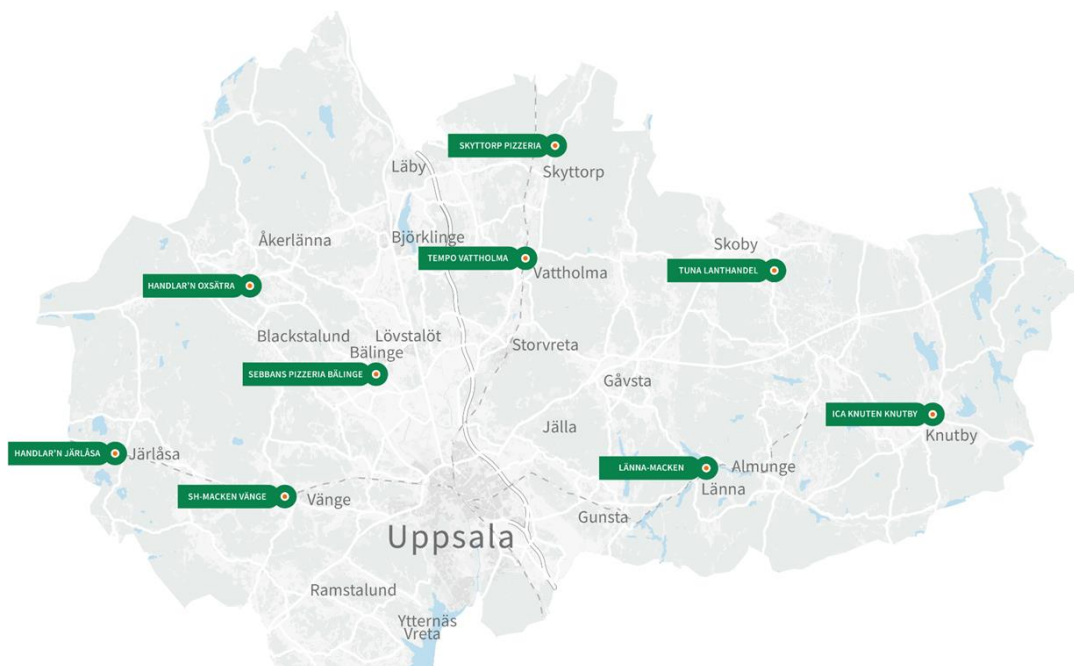 SKYTTORP PIZZERIA
Läby
Skyttorp
Björklinge
Åkerlänna
Skoby
TEMPO VATTHOLMA
Vattholma
TUNA LANTHANDEL
HANDLAR'N OXSÄTRA
Blackstalund
Lövstalöt
Storvreta
Bälinge
SEBBANS PIZZERIA BÄLINGE
Gåvsta
ICA KNUTEN KNUTBY
Jälla
Knutby
HANDLAR'N JÄRLÅSA
Järlåsa
LÄNNA-MACKEN
Almunge
Länna
SH-MACKEN VÄNGE
Vänge
Gunsta
Uppsala
Ramstalund
Ytternäs
Vreta